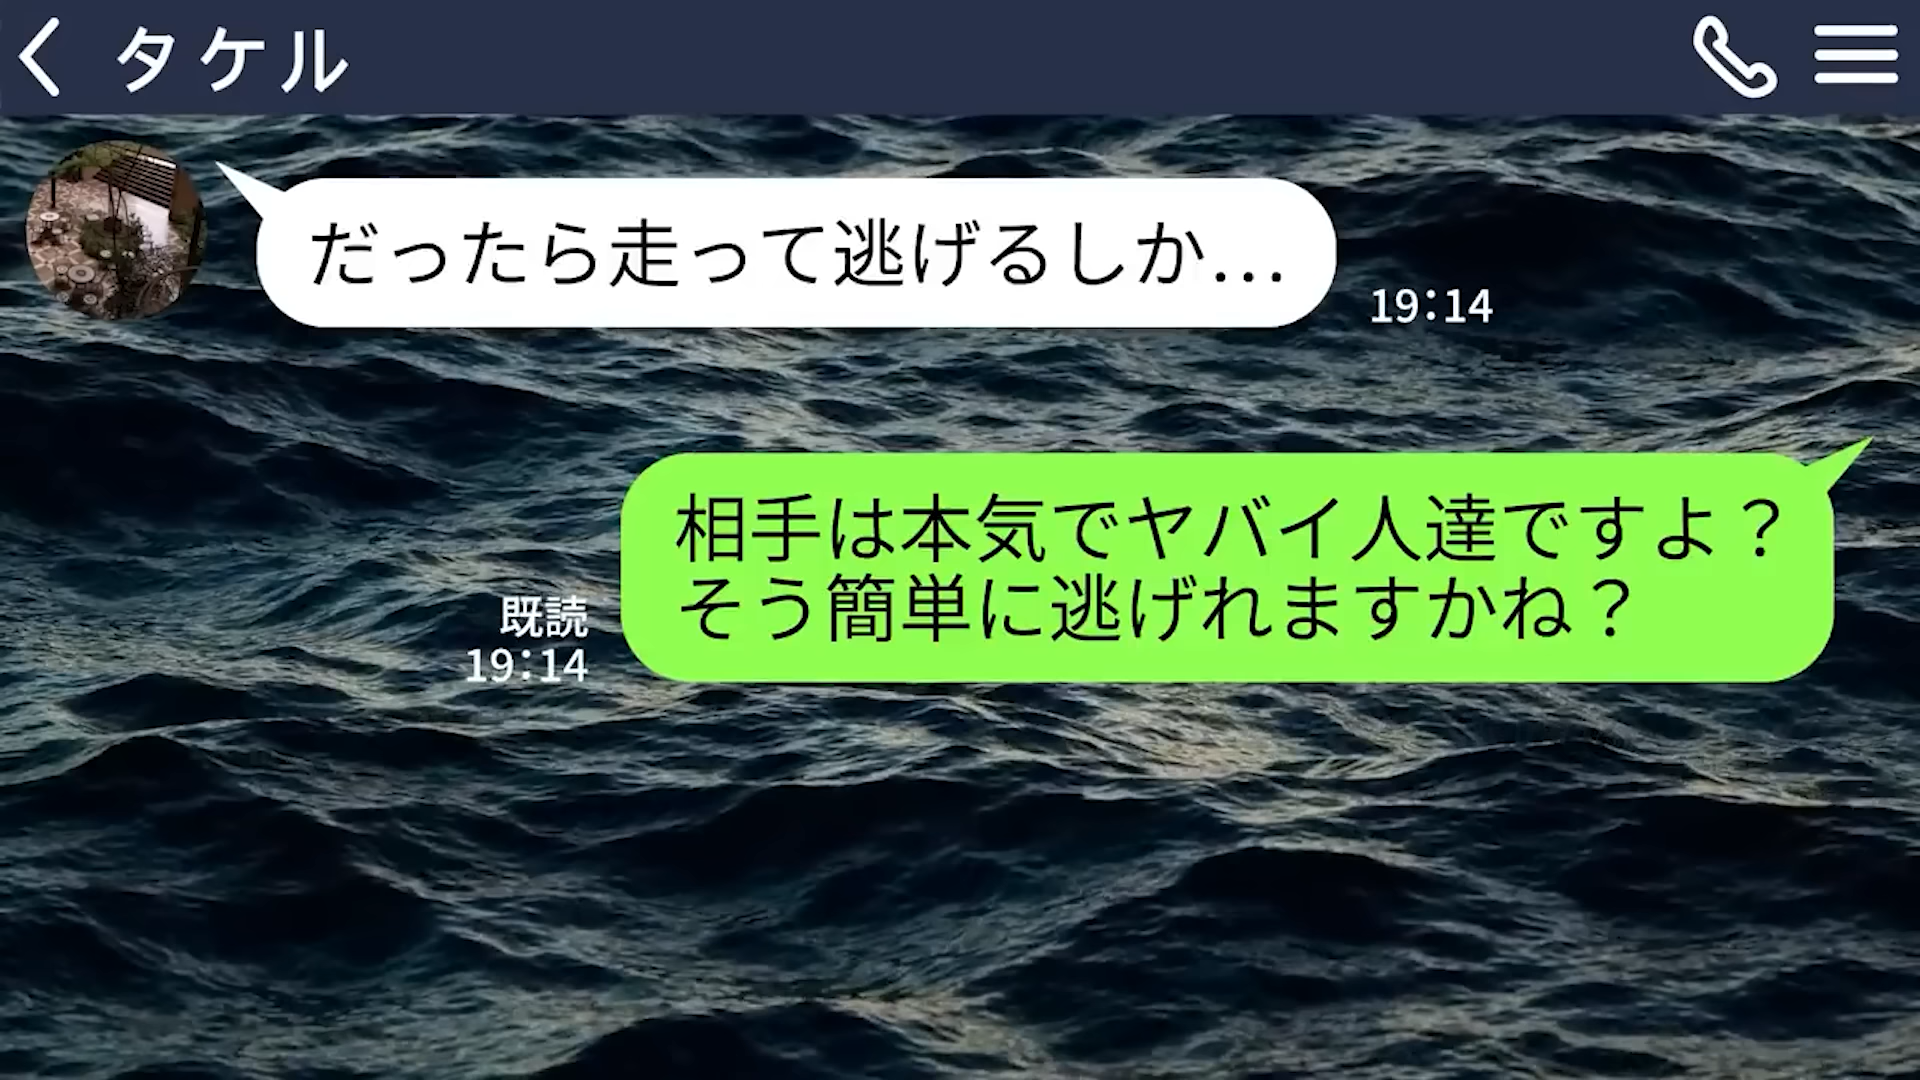 タケル
だったら走って逃げるしか…
19:14
相手は本気でヤバイ人達ですよ？
そう簡単に逃げれますかね？
既読
19:14